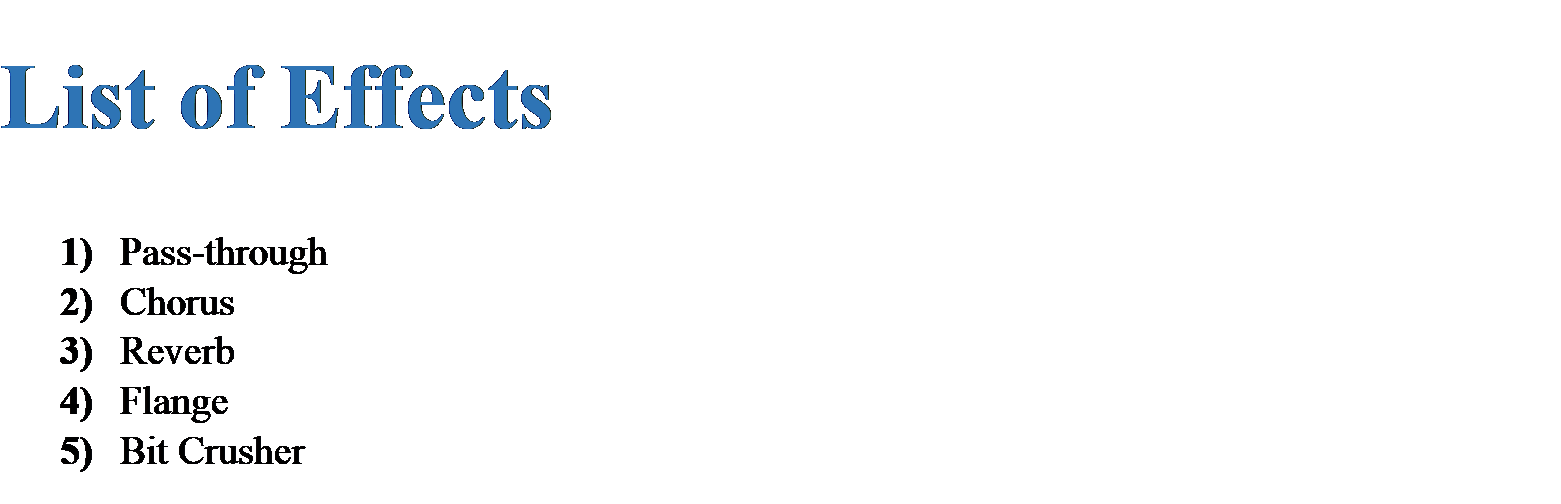 List of Effects
1) Pass-through
2) Chorus
3) Reverb
4) Flange
5) Bit Crusher